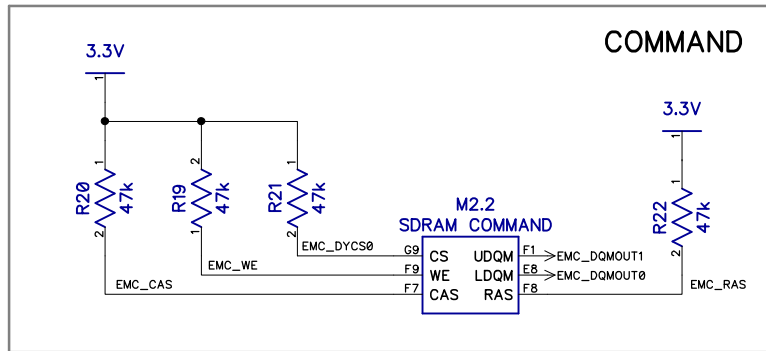 COMMAND
3.3V
1
3.3V
1
1
R20
47k
2
2
R19
47k
1
1
R21
47k
2
1
R22
47k
2
M2.2
SDRAM COMMAND
EMC_DYCS0
G9
CS
UDQM
F1
EMC_DQMOUT1
EMC_WE
F9
WE
LDQM
E8
EMC_DQMOUT0
EMC_CAS
F7
CAS
RAS
F8
EMC_RAS